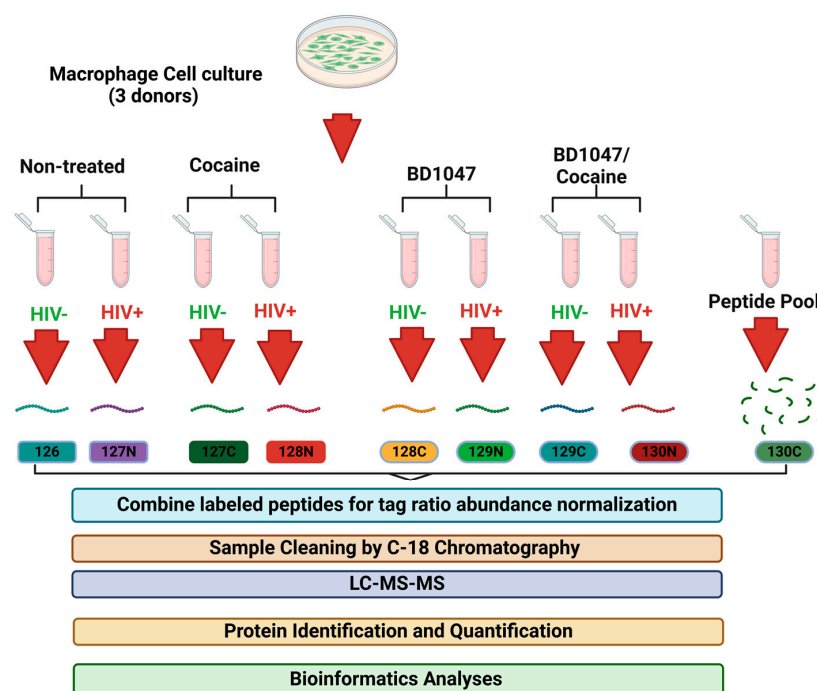 Macrophage Cell culture
(3 donors)
Non-treated
Cocaine
BD1047
BD1047/
Cocaine
HIV-
HIV+
HIV-
HIV+
HIV-
HIV+
HIV-
HIV+
Peptide Pool
126
127N
127C
128N
128C
129N
129C
130N
130C
Combine labeled peptides for tag ratio abundance normalization
Sample Cleaning by C-18 Chromatography
LC-MS-MS
Protein Identification and Quantification
Bioinformatics Analyses